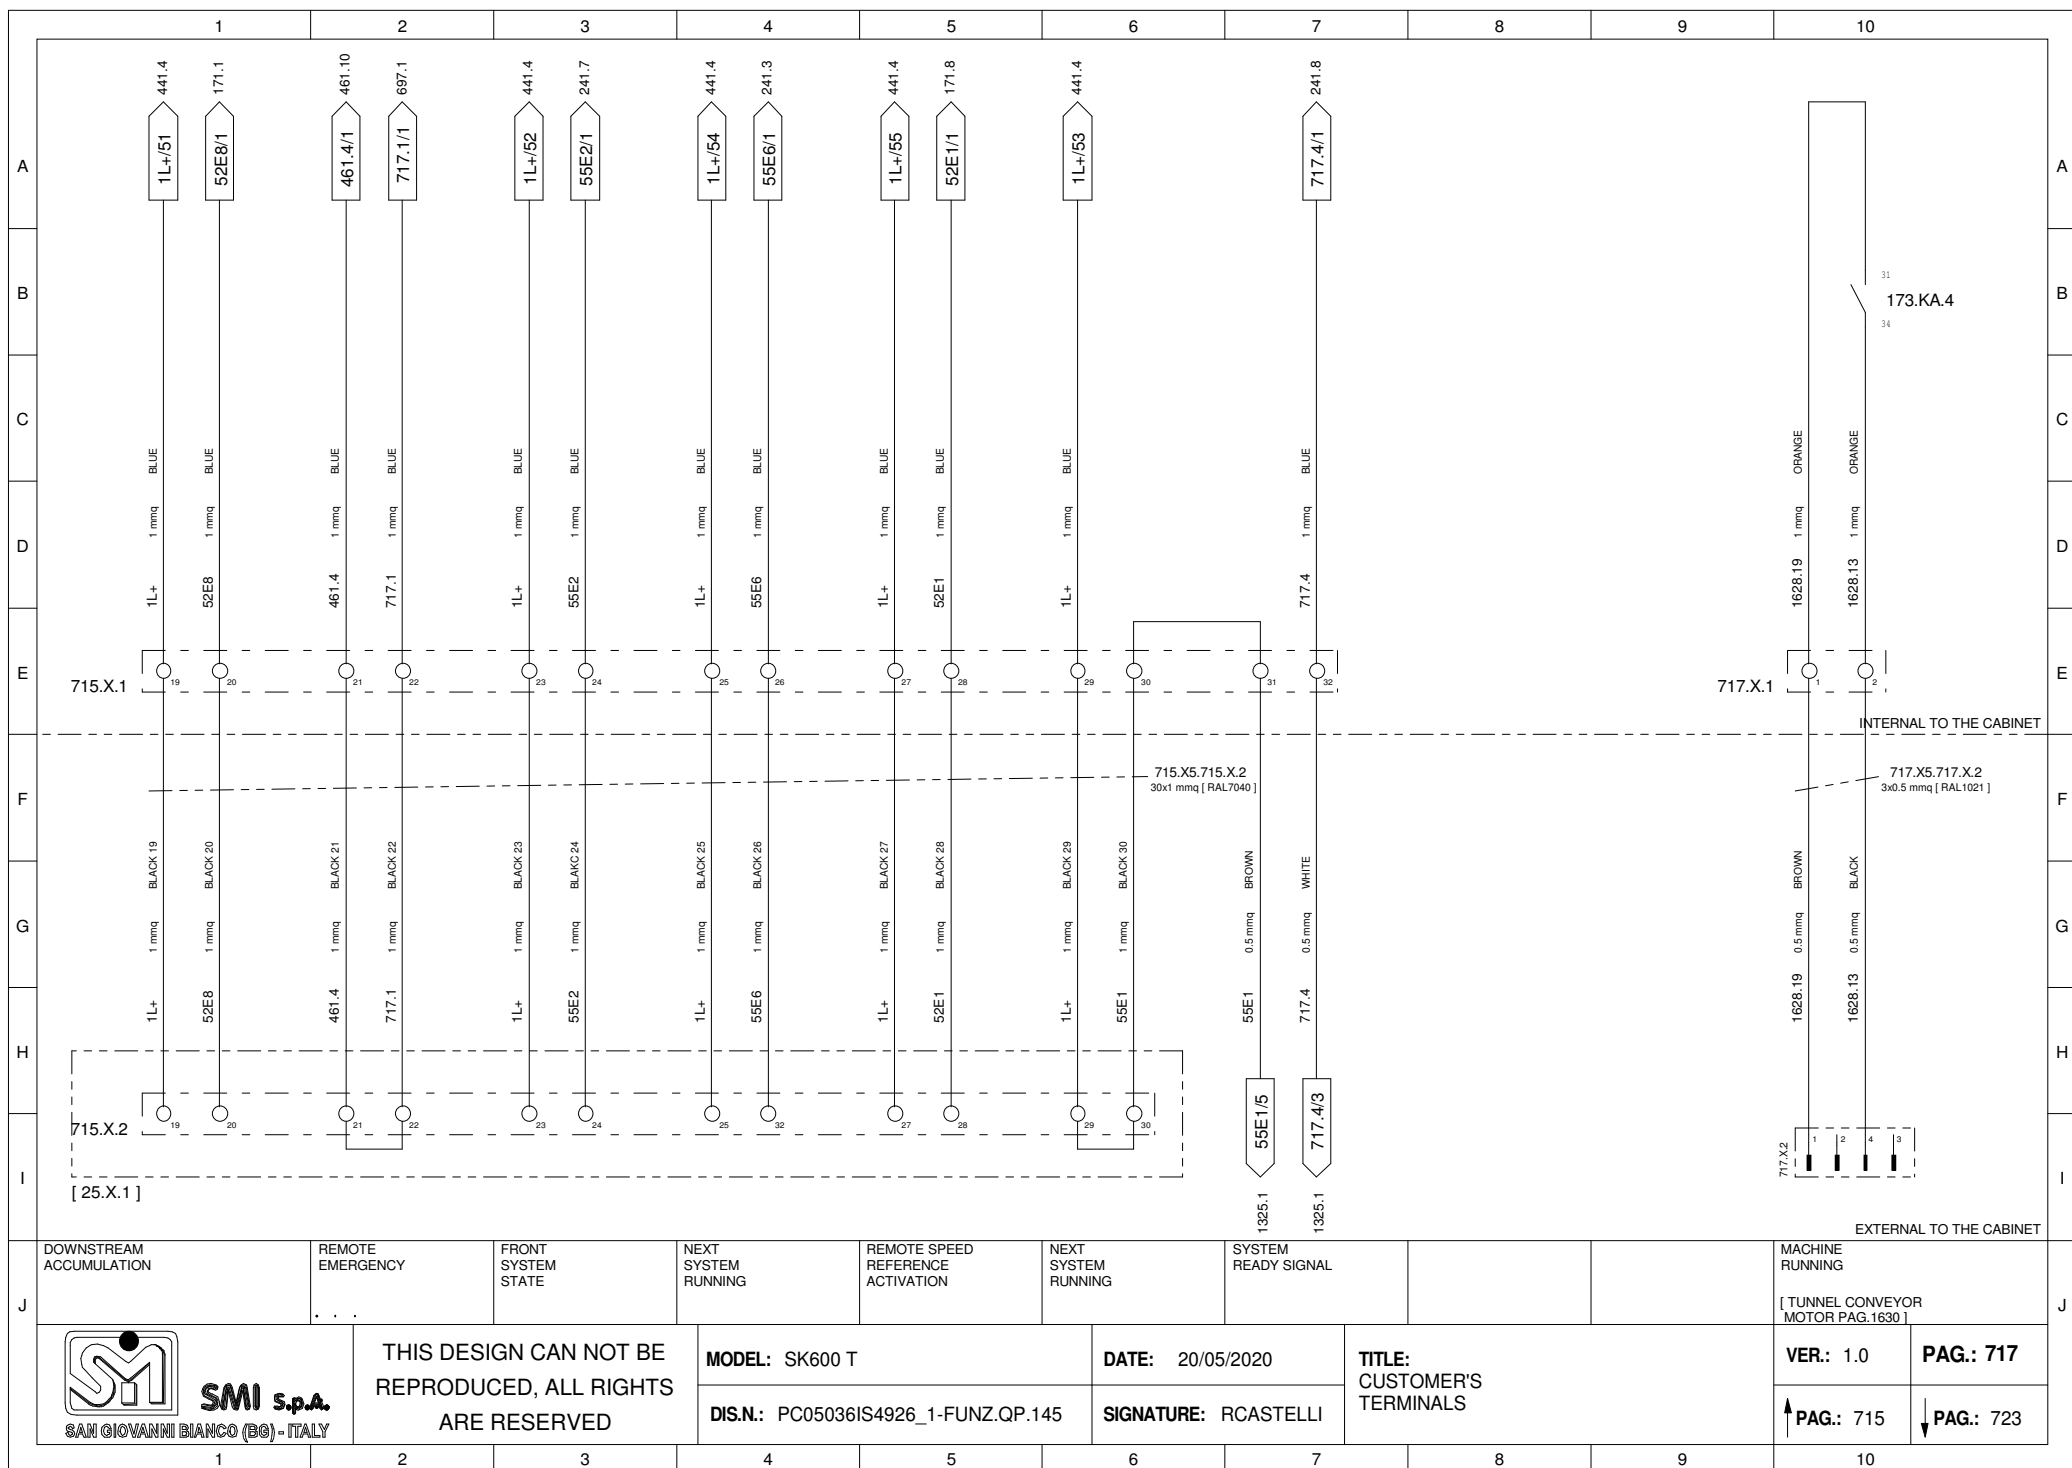 1 2 3 4 5 6 7 8 9 10
441.4 171.1 461.10 697.1 441.4 241.7 441.4 241.3 441.4 171.8 441.4 241.8
A 1L+/51 52E8/1 461.4/1 717.1/1 1L+/52 55E2/1 1L+/54 55E6/1 1L+/55 52E1/1 1L+/53 717.4/1 A
31
B 173.KA.4 B
34
C BLUE BLUE BLUE BLUE BLUE BLUE BLUE BLUE BLUE BLUE BLUE BLUE ORANGE ORANGE C
D 1 mmq 1 mmq 1 mmq 1 mmq 1 mmq 1 mmq 1 mmq 1 mmq 1 mmq 1 mmq 1 mmq 1 mmq 1 mmq 1 mmq D
1L+ 52E8 461.4 717.1 1L+ 55E2 1L+ 55E6 1L+ 52E1 1L+ 717.4 1628.19 1628.13
E 715.X.1 19 20 21 22 23 24 25 26 27 28 29 30 31 32 717.X.1 1 2 E
INTERNAL TO THE CABINET
715.X5.715.X.2 717.X5.717.X.2
30x1 mmq [ RAL7040 ] 3x0.5 mmq [ RAL1021 ]
F F
BLACK 19 BLACK 20 BLACK 21 BLACK 22 BLACK 23 BLAKC 24 BLACK 25 BLACK 26 BLACK 27 BLACK 28 BLACK 29 BLACK 30 BROWN WHITE BROWN BLACK
G 1 mmq 1 mmq 1 mmq 1 mmq 1 mmq 1 mmq 1 mmq 1 mmq 1 mmq 1 mmq 1 mmq 1 mmq 0.5 mmq 0.5 mmq 0.5 mmq 0.5 mmq G
1L+ 52E8 461.4 717.1 1L+ 55E2 1L+ 55E6 1L+ 52E1 1L+ 55E1 55E1 717.4 1628.19 1628.13
H H
715.X.2 19 20 21 22 23 24 25 32 27 28 29 30 55E1/5 717.4/3 717.X.2 1 2 4 3
I [ 25.X.1 ] I
1325.1 1325.1
EXTERNAL TO THE CABINET
J J
DOWNSTREAM
ACCUMULATION
REMOTE
EMERGENCY
. . .
FRONT
SYSTEM
STATE
NEXT
SYSTEM
RUNNING
REMOTE SPEED
REFERENCE
ACTIVATION
NEXT
SYSTEM
RUNNING
SYSTEM
READY SIGNAL
MACHINE
RUNNING
[ TUNNEL CONVEYOR
MOTOR PAG.1630 ]
SMI S.p.A.
SAN GIOVANNI BIANCO (BG) - ITALY
THIS DESIGN CAN NOT BE
REPRODUCED, ALL RIGHTS
ARE RESERVED
MODEL: SK600 T
DIS.N.: PC05036IS4926_1-FUNZ.QP.145
DATE: 20/05/2020
SIGNATURE: RCASTELLI
TITLE:
CUSTOMER'S
TERMINALS
VER.: 1.0 PAG.: 717
PAG.: 715 PAG.: 723
1 2 3 4 5 6 7 8 9 10